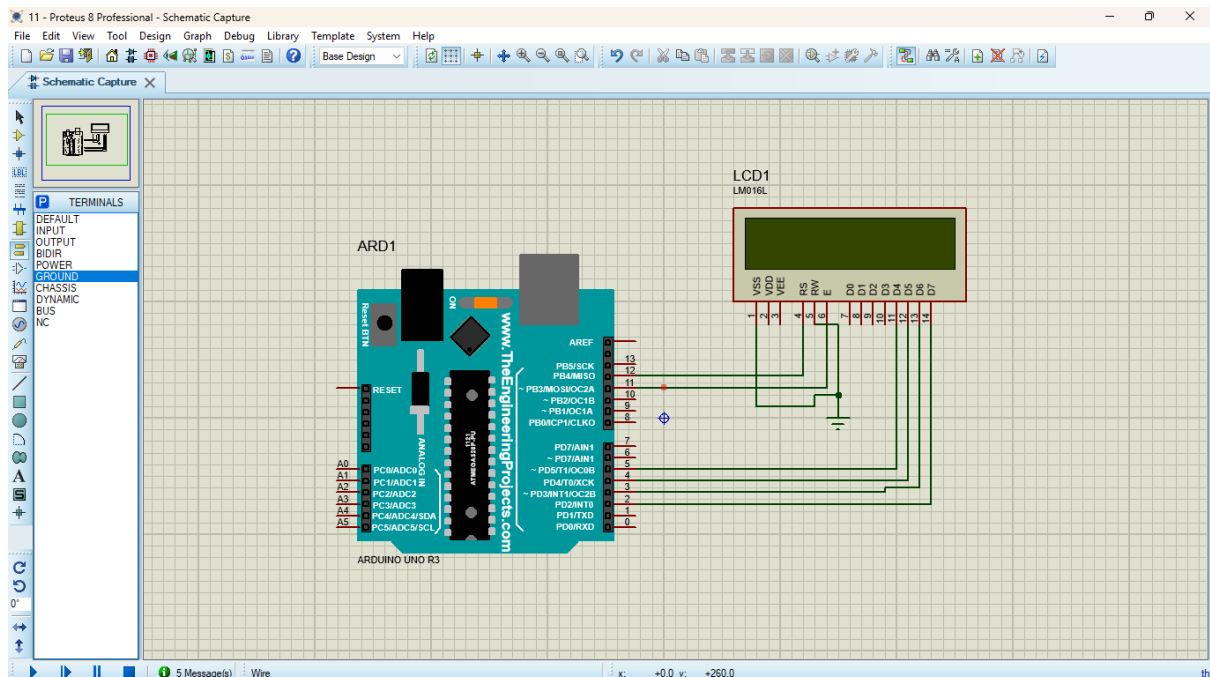 11 - Proteus 8 Professional - Schematic Capture
File Edit View Tool Design Graph Debug Library Template System Help
Base Design
Schematic Capture
LBL
P TERMINALS
DEFAULT
INPUT
OUTPUT
BIDIR
POWER
GROUND
CHASSIS
DYNAMIC
BUS
NC
0°
LCD1
LM016L
VSS VDD VEE RS RW E D0 D1 D2 D3 D4 D5 D6 D7
1 2 3 4 5 6 7 8 9 10 11 12 13 14
ARD1
Reset BTN
ON
www.TheEngineeringProjects.com
RESET
ANALOG IN
1121
ATMEGA328P-PU
AREF
PB5/SCK 13
PB4/MISO 12
~ PB3/MOSI/OC2A 11
~ PB2/OC1B 10
~ PB1/OC1A 9
PB0/ICP1/CLKO 8
PD7/AIN1 7
~ PD7/AIN1 6
~ PD5/T1/OC0B 5
PD4/T0/XCK 4
~ PD3/INT1/OC2B 3
PD2/INT0 2
PD1/TXD 1
PD0/RXD 0
A0 PC0/ADC0
A1 PC1/ADC1
A2 PC2/ADC2
A3 PC3/ADC3
A4 PC4/ADC4/SDA
A5 PC5/ADC5/SCL
ARDUINO UNO R3
5 Message(s) Wire x: +0.0 y: +260.0 th